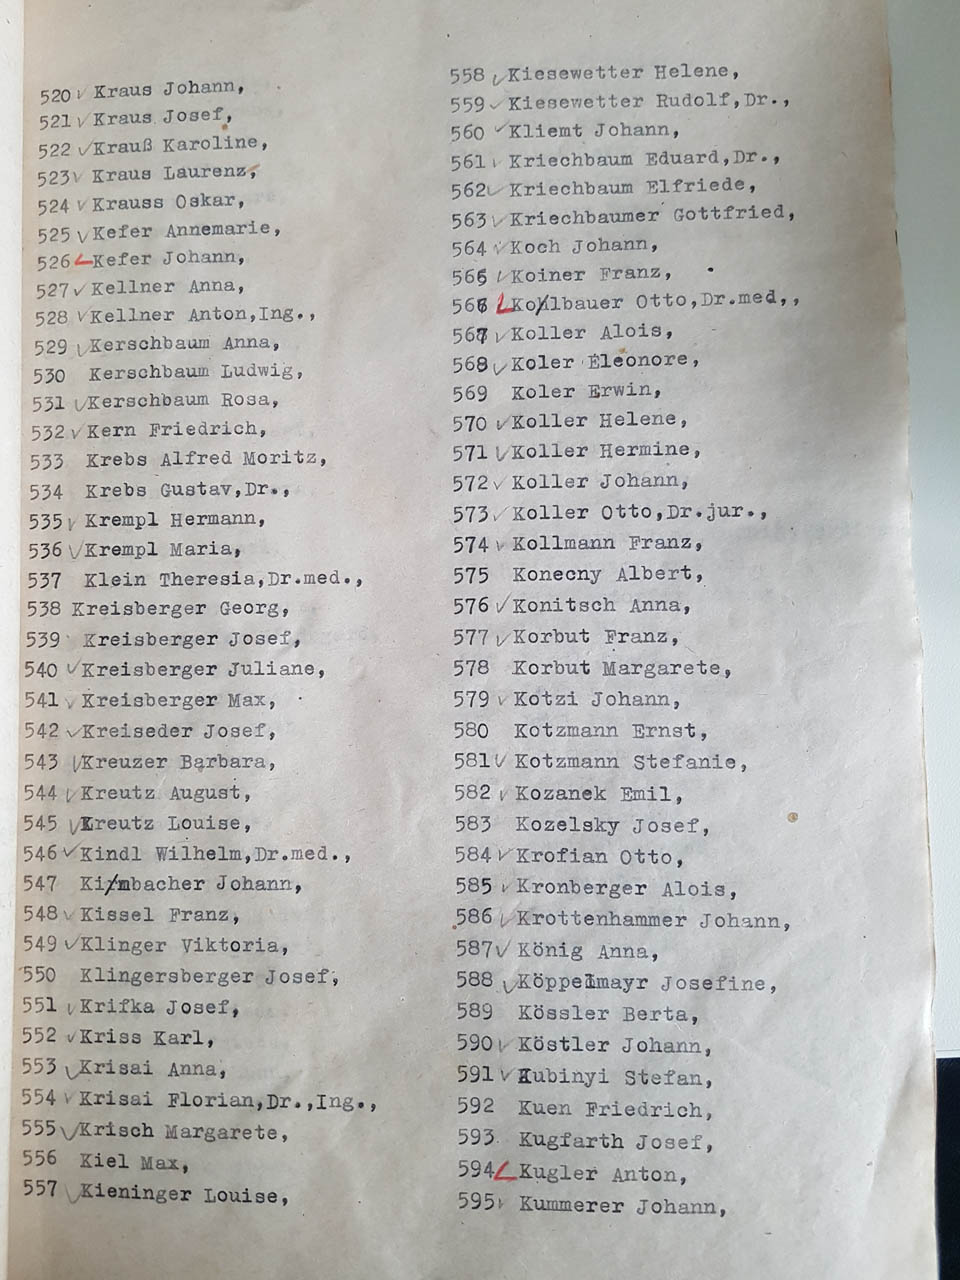 520 ✓ Kraus Johann,
521 ✓ Kraus Josef,
522 ✓ Krauß Karoline,
523 ✓ Kraus Laurenz,
524 ✓ Krauss Oskar,
525 ✓ Kefer Annemarie,
526 Kefer Johann,
527 ✓ Kellner Anna,
528 ✓ Kellner Anton,Ing.,
529 ✓ Kerschbaum Anna,
530 Kerschbaum Ludwig,
531 ✓ Kerschbaum Rosa,
532 ✓ Kern Friedrich,
533 Krebs Alfred Moritz,
534 Krebs Gustav,Dr.,
535 ✓ Krempl Hermann,
536 ✓ Krempl Maria,
537 Klein Theresia,Dr.med.,
538 Kreisberger Georg,
539 Kreisberger Josef,
540 ✓ Kreisberger Juliane,
541 ✓ Kreisberger Max,
542 ✓ Kreiseder Josef,
543 ✓ Kreuzer Barbara,
544 ✓ Kreutz August,
545 ✓ Kreutz Louise,
546 ✓ Kindl Wilhelm,Dr.med.,
547 Kimbacher Johann,
548 ✓ Kissel Franz,
549 ✓ Klinger Viktoria,
550 Klingersberger Josef,
551 ✓ Krifka Josef,
552 ✓ Kriss Karl,
553 ✓ Krisai Anna,
554 ✓ Krisai Florian,Dr.,Ing.,
555 ✓ Krisch Margarete,
556 Kiel Max,
557 ✓ Kieninger Louise,
558 ✓ Kiesewetter Helene,
559 ✓ Kiesewetter Rudolf,Dr.,
560 ✓ Kliemt Johann,
561 ✓ Kriechbaum Eduard,Dr.,
562 ✓ Kriechbaum Elfriede,
563 ✓ Kriechbaumer Gottfried,
564 ✓ Koch Johann,
565 ✓ Koiner Franz,
566 Kolbauer Otto,Dr.med,,
567 ✓ Koller Alois,
568 ✓ Koler Eleonore,
569 Koler Erwin,
570 ✓ Koller Helene,
571 ✓ Koller Hermine,
572 ✓ Koller Johann,
573 ✓ Koller Otto,Dr.jur.,
574 ✓ Kollmann Franz,
575 Konecny Albert,
576 ✓ Konitsch Anna,
577 ✓ Korbut Franz,
578 Korbut Margarete,
579 ✓ Kotzi Johann,
580 Kotzmann Ernst,
581 ✓ Kotzmann Stefanie,
582 ✓ Kozanek Emil,
583 Kozelsky Josef,
584 ✓ Krofian Otto,
585 ✓ Kronberger Alois,
586 ✓ Krottenhammer Johann,
587 ✓ König Anna,
588 ✓ Köppelmayr Josefine,
589 Kössler Berta,
590 ✓ Köstler Johann,
591 ✓ Kubinyi Stefan,
592 Kuen Friedrich,
593 Kugfarth Josef,
594 Kugler Anton,
595 ✓ Kummerer Johann,